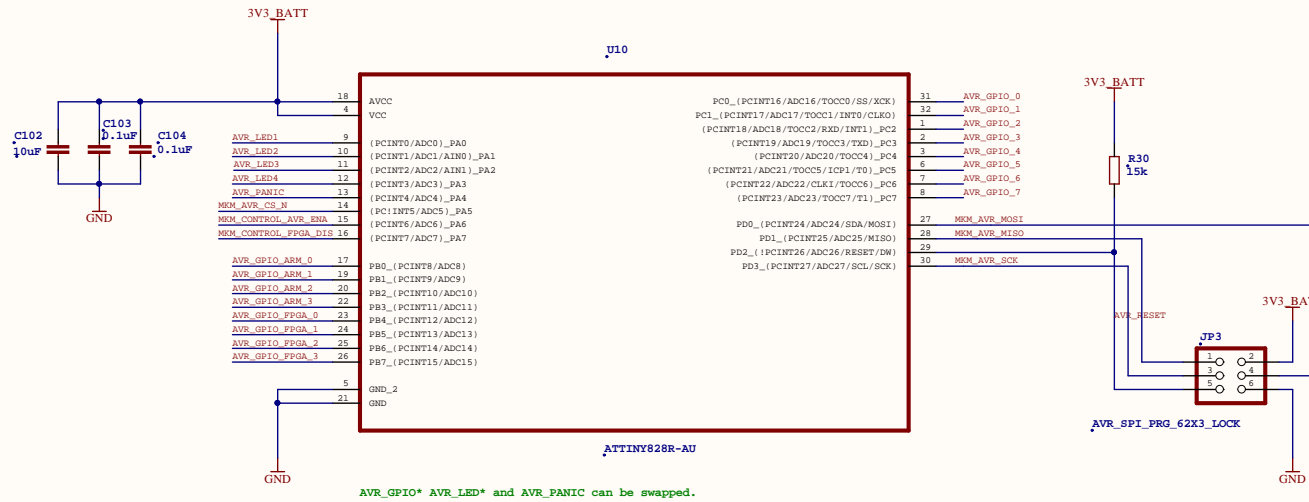 3V3_BATT
U10
18 AVCC
4 VCC
C102
10uF
C103
0.1uF
C104
0.1uF
GND
AVR_LED1 9 (PCINT0/ADC0)_PA0
AVR_LED2 10 (PCINT1/ADC1/AIN0)_PA1
AVR_LED3 11 (PCINT2/ADC2/AIN1)_PA2
AVR_LED4 12 (PCINT3/ADC3)_PA3
AVR_PANIC 13 (PCINT4/ADC4)_PA4
MKM_AVR_CS_N 14 (PC!INT5/ADC5)_PA5
MKM_CONTROL_AVR_ENA 15 (PCINT6/ADC6)_PA6
MKM_CONTROL_FPGA_DIS 16 (PCINT7/ADC7)_PA7
AVR_GPIO_ARM_0 17 PB0_(PCINT8/ADC8)
AVR_GPIO_ARM_1 19 PB1_(PCINT9/ADC9)
AVR_GPIO_ARM_2 20 PB2_(PCINT10/ADC10)
AVR_GPIO_ARM_3 22 PB3_(PCINT11/ADC11)
AVR_GPIO_FPGA_0 23 PB4_(PCINT12/ADC12)
AVR_GPIO_FPGA_1 24 PB5_(PCINT13/ADC13)
AVR_GPIO_FPGA_2 25 PB6_(PCINT14/ADC14)
AVR_GPIO_FPGA_3 26 PB7_(PCINT15/ADC15)
5 GND_2
21 GND
GND
PC0_(PCINT16/ADC16/TOCC0/SS/XCK) 31 AVR_GPIO_0
PC1_(PCINT17/ADC17/TOCC1/INT0/CLKO) 32 AVR_GPIO_1
(PCINT18/ADC18/TOCC2/RXD/INT1)_PC2 1 AVR_GPIO_2
(PCINT19/ADC19/TOCC3/TXD)_PC3 2 AVR_GPIO_3
(PCINT20/ADC20/TOCC4)_PC4 3 AVR_GPIO_4
(PCINT21/ADC21/TOCC5/ICP1/T0)_PC5 6 AVR_GPIO_5
(PCINT22/ADC22/CLKI/TOCC6)_PC6 7 AVR_GPIO_6
(PCINT23/ADC23/TOCC7/T1)_PC7 8 AVR_GPIO_7
PD0_(PCINT24/ADC24/SDA/MOSI) 27 MKM_AVR_MOSI
PD1_(PCINT25/ADC25/MISO) 28 MKM_AVR_MISO
PD2_(!PCINT26/ADC26/RESET/DW) 29
PD3_(PCINT27/ADC27/SCL/SCK) 30 MKM_AVR_SCK
3V3_BATT
R30
15k
AVR_RESET
3V3_BAT
JP3
1 2
3 4
5 6
AVR_SPI_PRG_62X3_LOCK
GND
ATTINY828R-AU
AVR_GPIO* AVR_LED* and AVR_PANIC can be swapped.